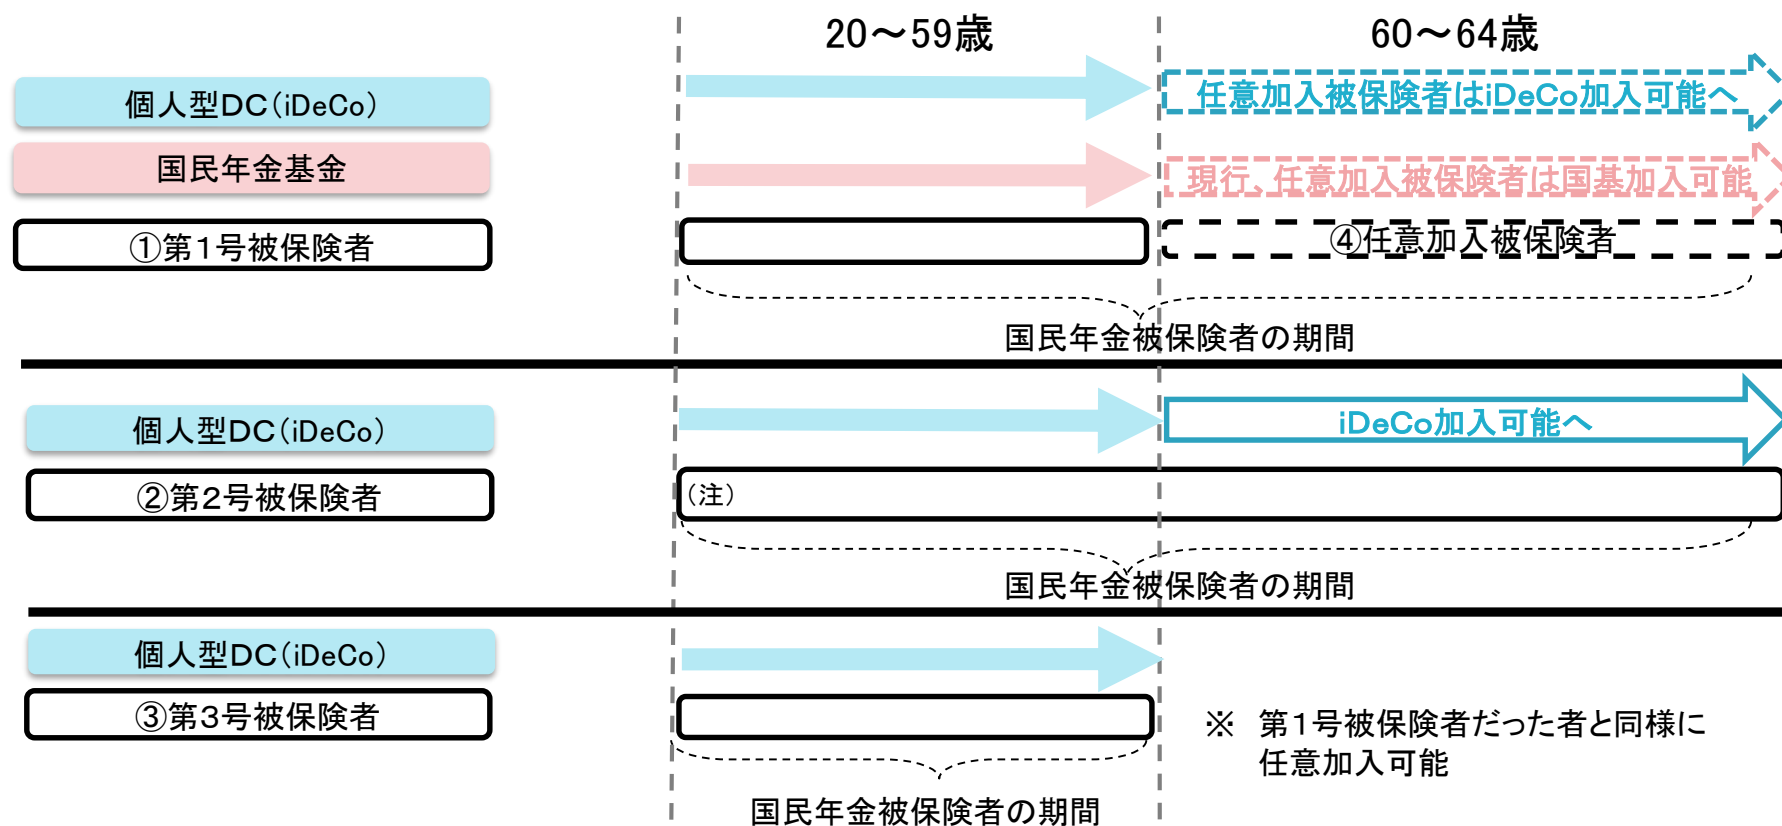 20～59歳
60～64歳
個人型DC（iDeCo）
任意加入被保険者はiDeCo加入可能へ
国民年金基金
現行、任意加入被保険者は国基加入可能
①第１号被保険者
④任意加入被保険者
国民年金被保険者の期間
個人型DC（iDeCo）
iDeCo加入可能へ
②第２号被保険者
（注）
国民年金被保険者の期間
個人型DC（iDeCo）
③第３号被保険者
※　第１号被保険者だった者と同様に
任意加入可能
国民年金被保険者の期間